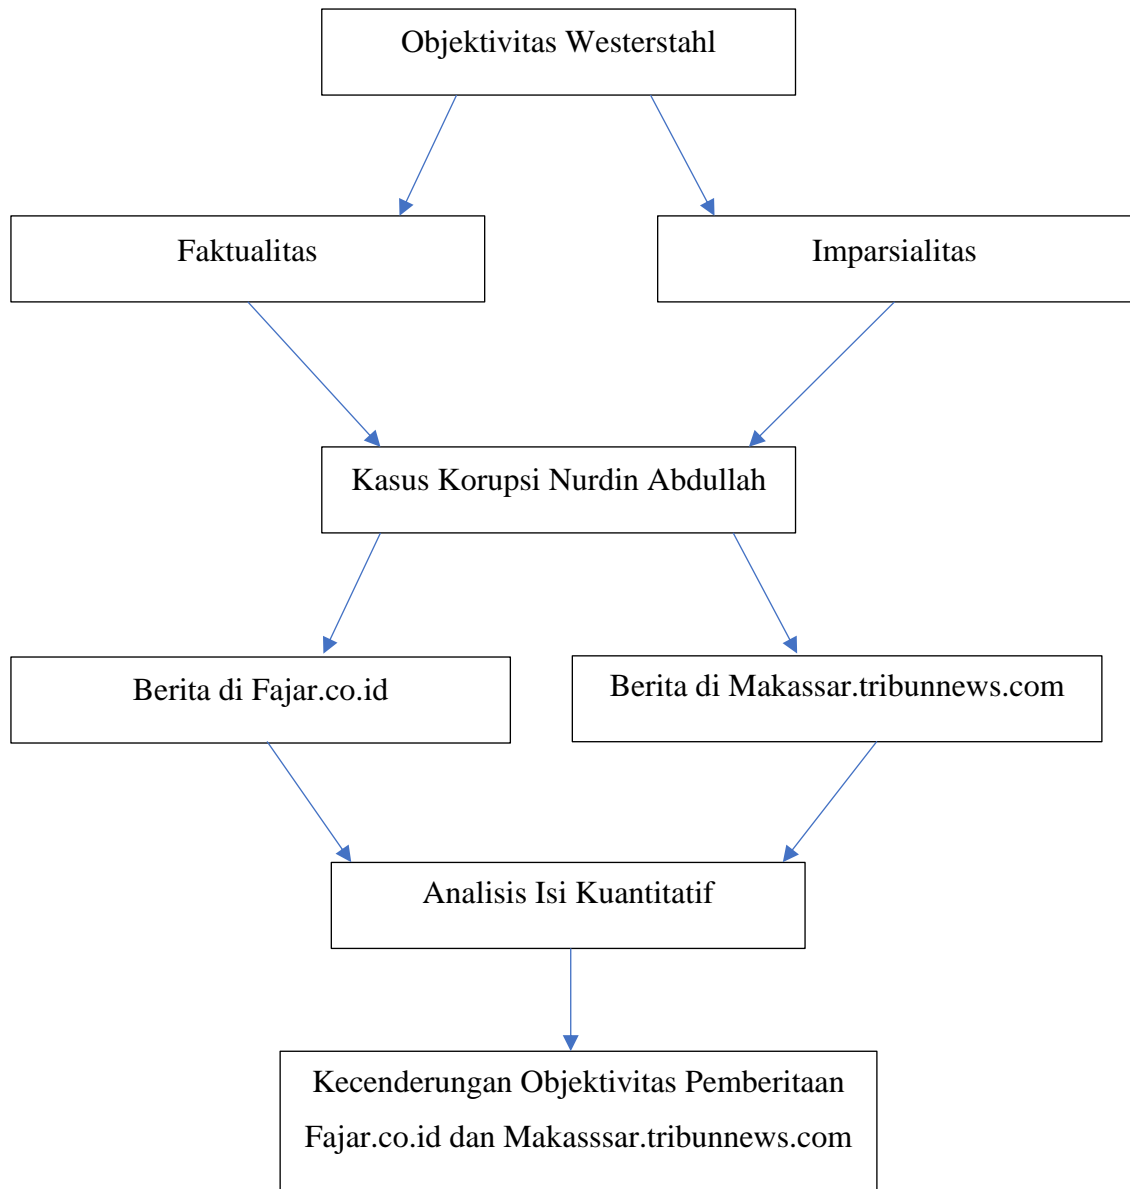 Objektivitas Westerstahl
Faktualitas
Imparsialitas
Kasus Korupsi Nurdin Abdullah
Berita di Fajar.co.id
Berita di Makassar.tribunnews.com
Analisis Isi Kuantitatif
Kecenderungan Objektivitas Pemberitaan
Fajar.co.id dan Makasssar.tribunnews.com